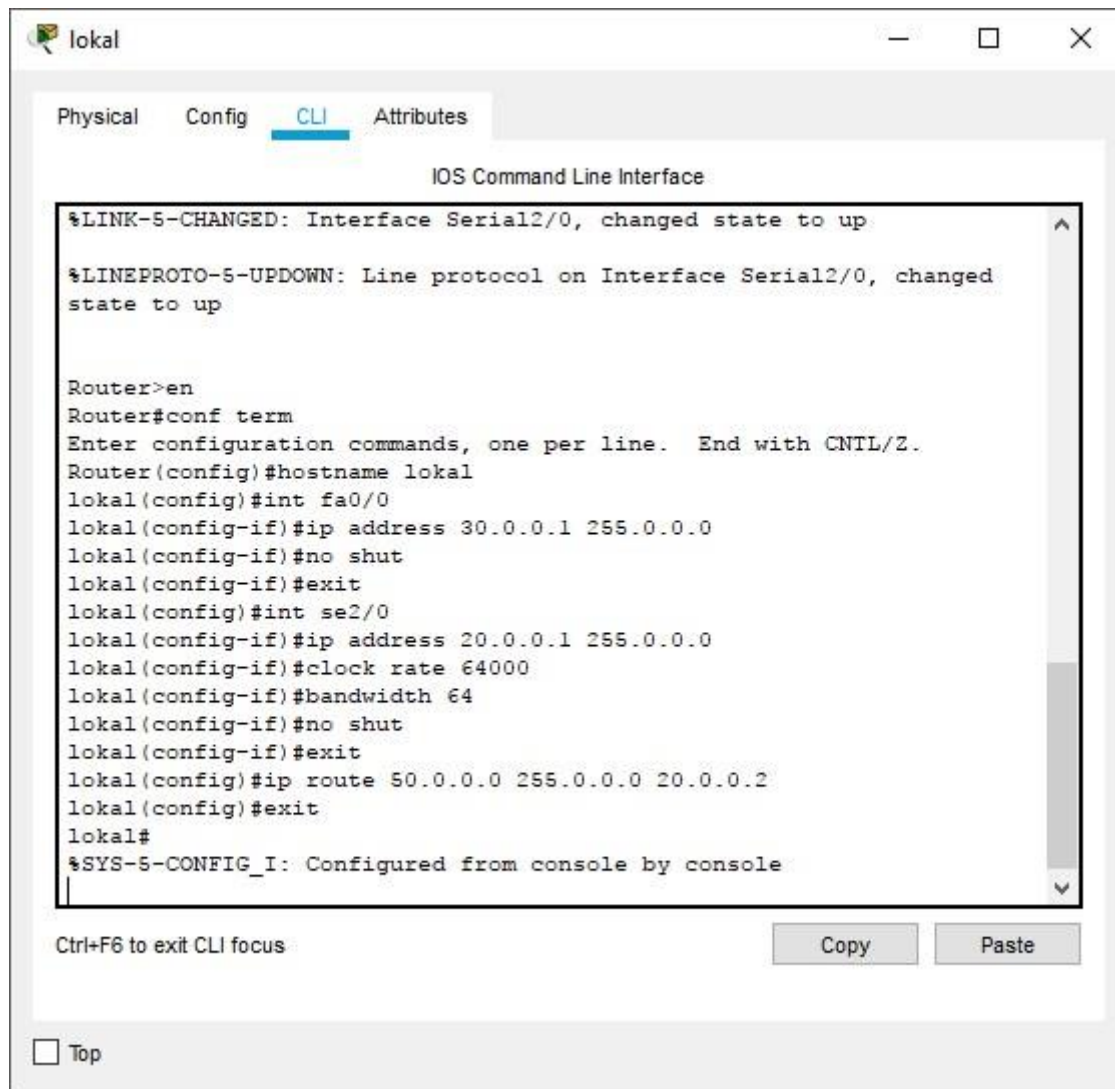 lokal
Physical Config CLI Attributes
IOS Command Line Interface
%LINK-5-CHANGED: Interface Serial2/0, changed state to up
%LINEPROTO-5-UPDOWN: Line protocol on Interface Serial2/0, changed
state to up
Router>en
Router#conf term
Enter configuration commands, one per line.  End with CNTL/Z.
Router(config)#hostname lokal
lokal(config)#int fa0/0
lokal(config-if)#ip address 30.0.0.1 255.0.0.0
lokal(config-if)#no shut
lokal(config-if)#exit
lokal(config)#int se2/0
lokal(config-if)#ip address 20.0.0.1 255.0.0.0
lokal(config-if)#clock rate 64000
lokal(config-if)#bandwidth 64
lokal(config-if)#no shut
lokal(config-if)#exit
lokal(config)#ip route 50.0.0.0 255.0.0.0 20.0.0.2
lokal(config)#exit
lokal#
%SYS-5-CONFIG_I: Configured from console by console
Ctrl+F6 to exit CLI focus Copy Paste
Top